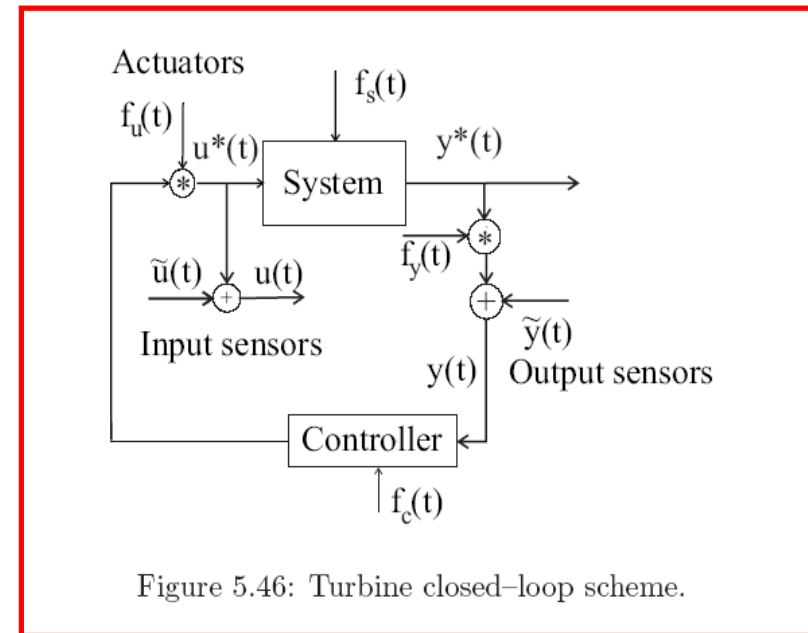 Actuators
f_s(t)
f_u(t)
u*(t)
y*(t)
*
System
*
f_y(t)
ũ(t)
u(t)
+
+
ỹ(t)
Input sensors
y(t)
Output sensors
Controller
f_c(t)
Figure 5.46: Turbine closed–loop scheme.